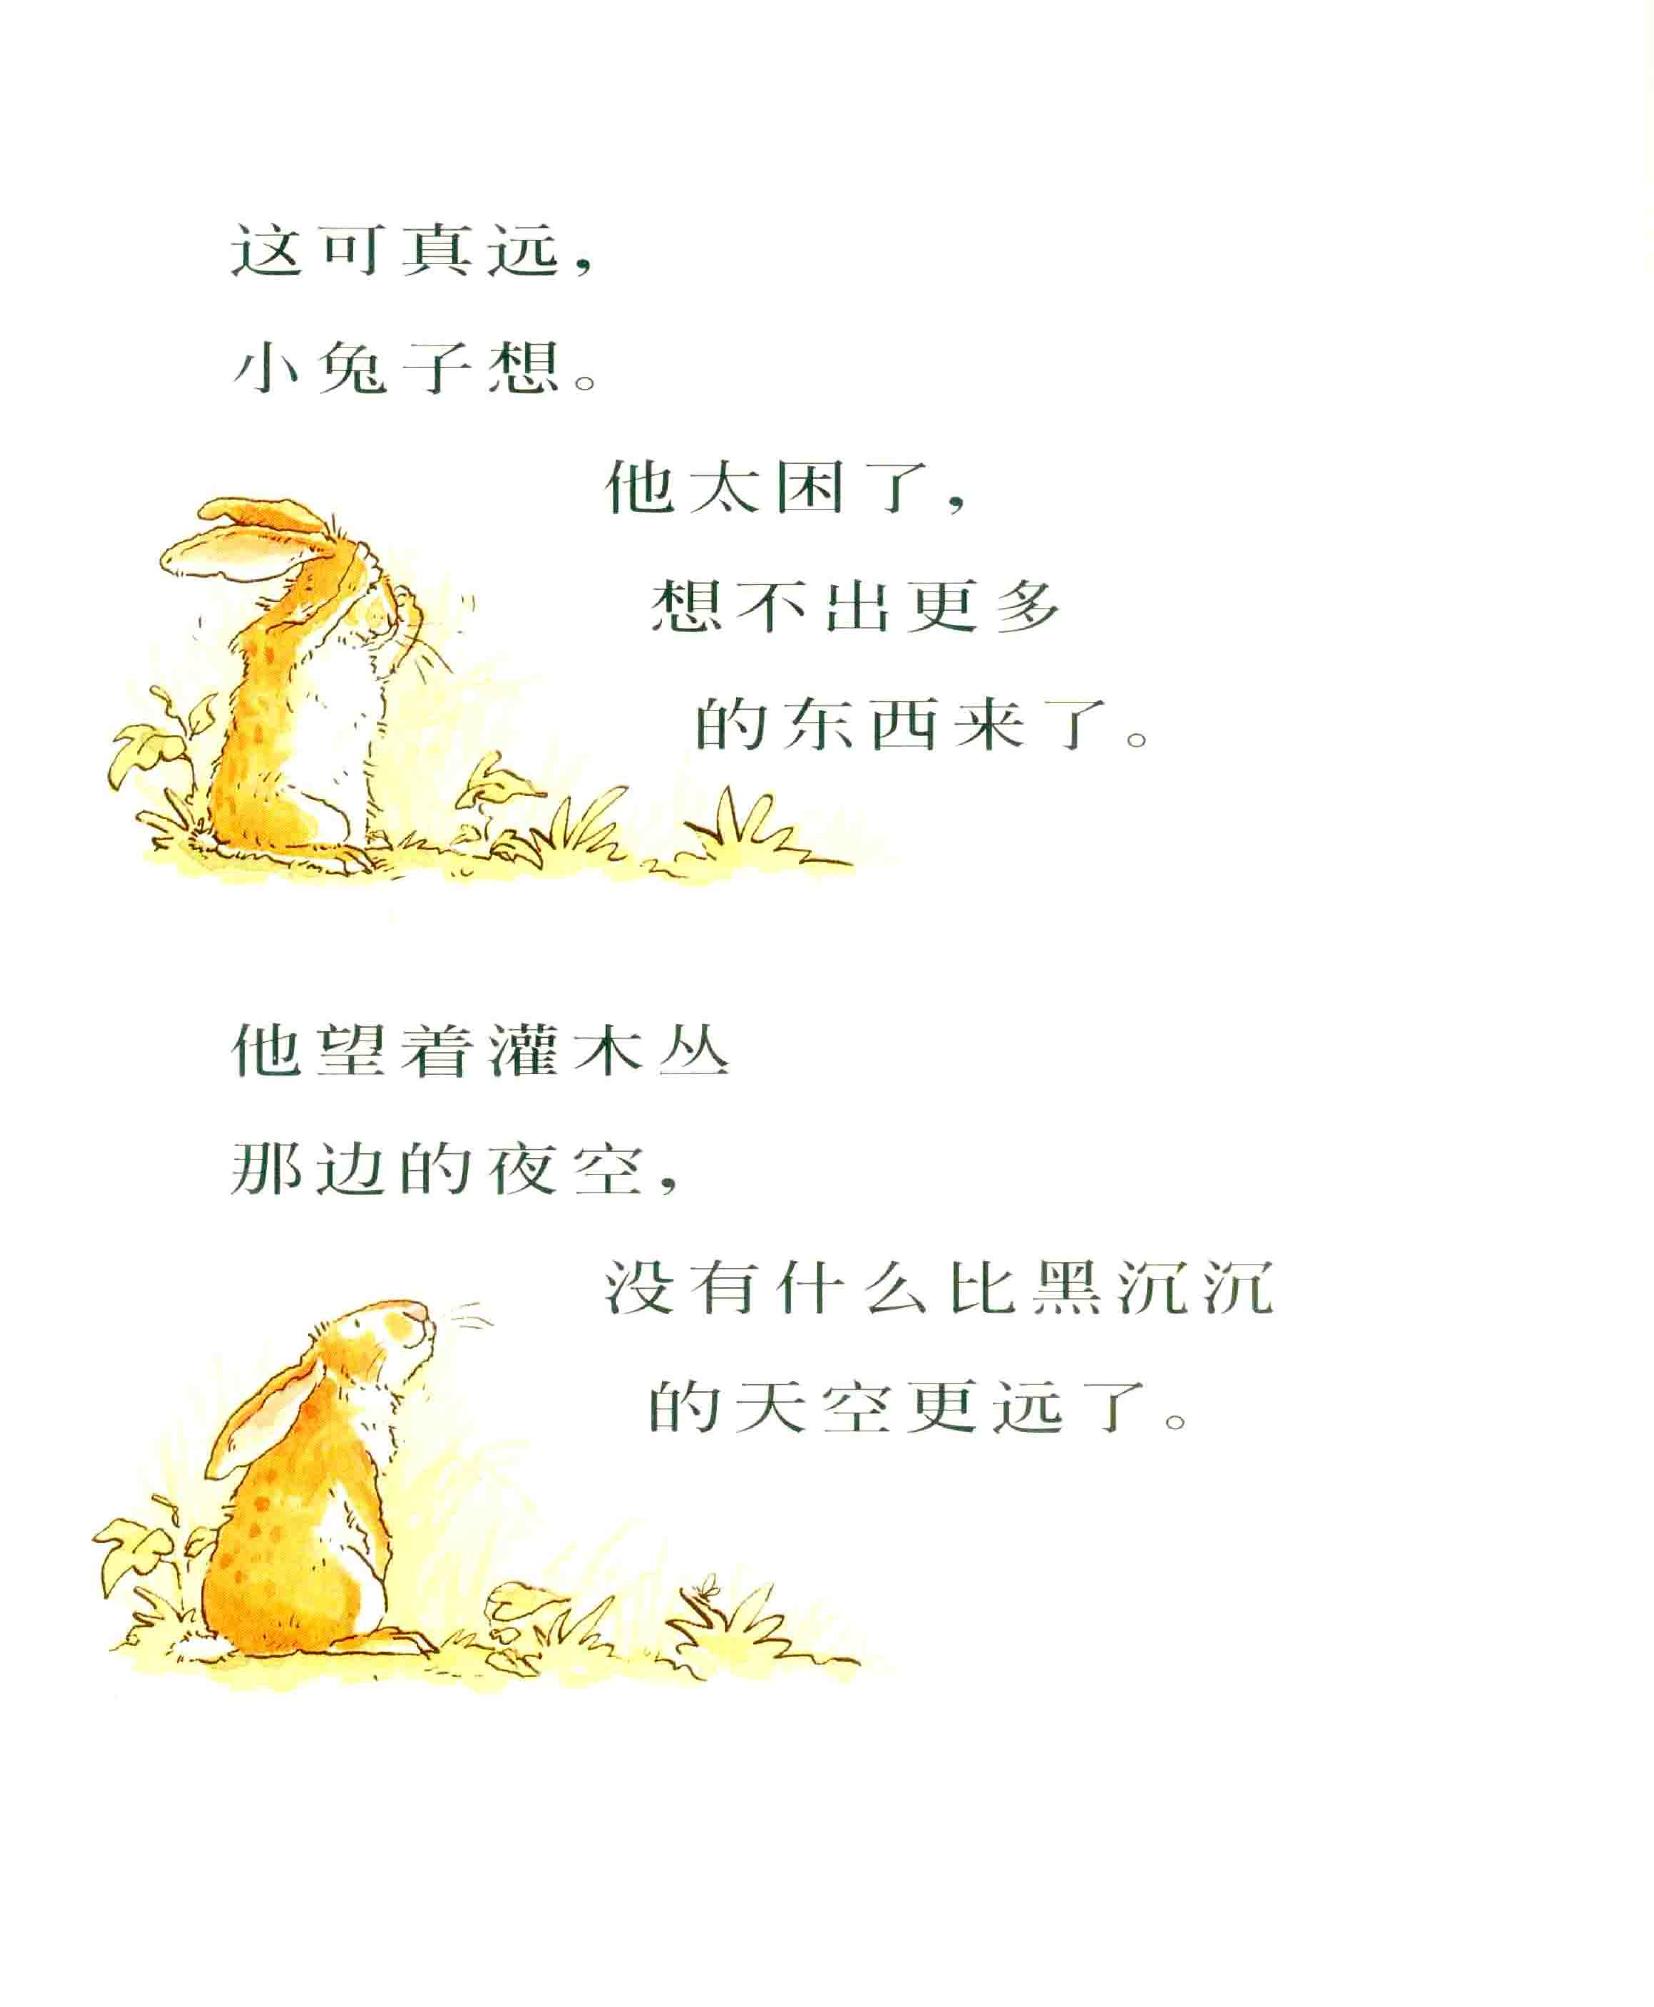 这可真远，
小兔子想。
他太困了，
想不出更多
的东西来了。
他望着灌木丛
那边的夜空，
没有什么比黑沉沉
的天空更远了。